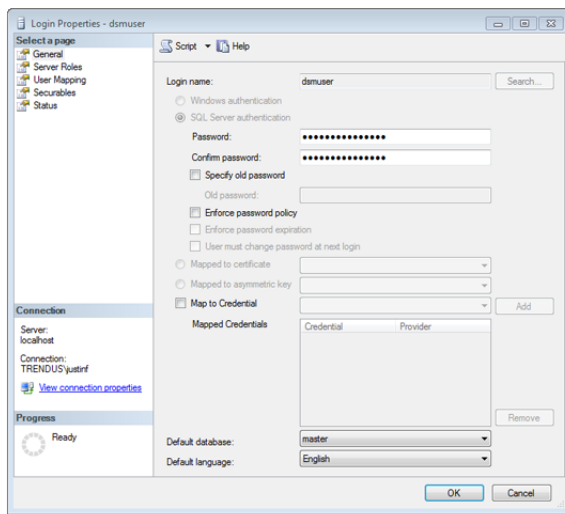 Login Properties - dsmuser
Select a page
General
Server Roles
User Mapping
Securables
Status
Script
Help
Login name:
dsmuser
Search...
Windows authentication
SQL Server authentication
Password:
●●●●●●●●●●●●●●●
Confirm password:
●●●●●●●●●●●●●●●
Specify old password
Old password:
Enforce password policy
Enforce password expiration
User must change password at next login
Mapped to certificate
Mapped to asymmetric key
Map to Credential
Add
Mapped Credentials
Credential Provider
Remove
Default database:
master
Default language:
English
Connection
Server:
localhost
Connection:
TRENDUS\justinf
View connection properties
Progress
Ready
OK
Cancel